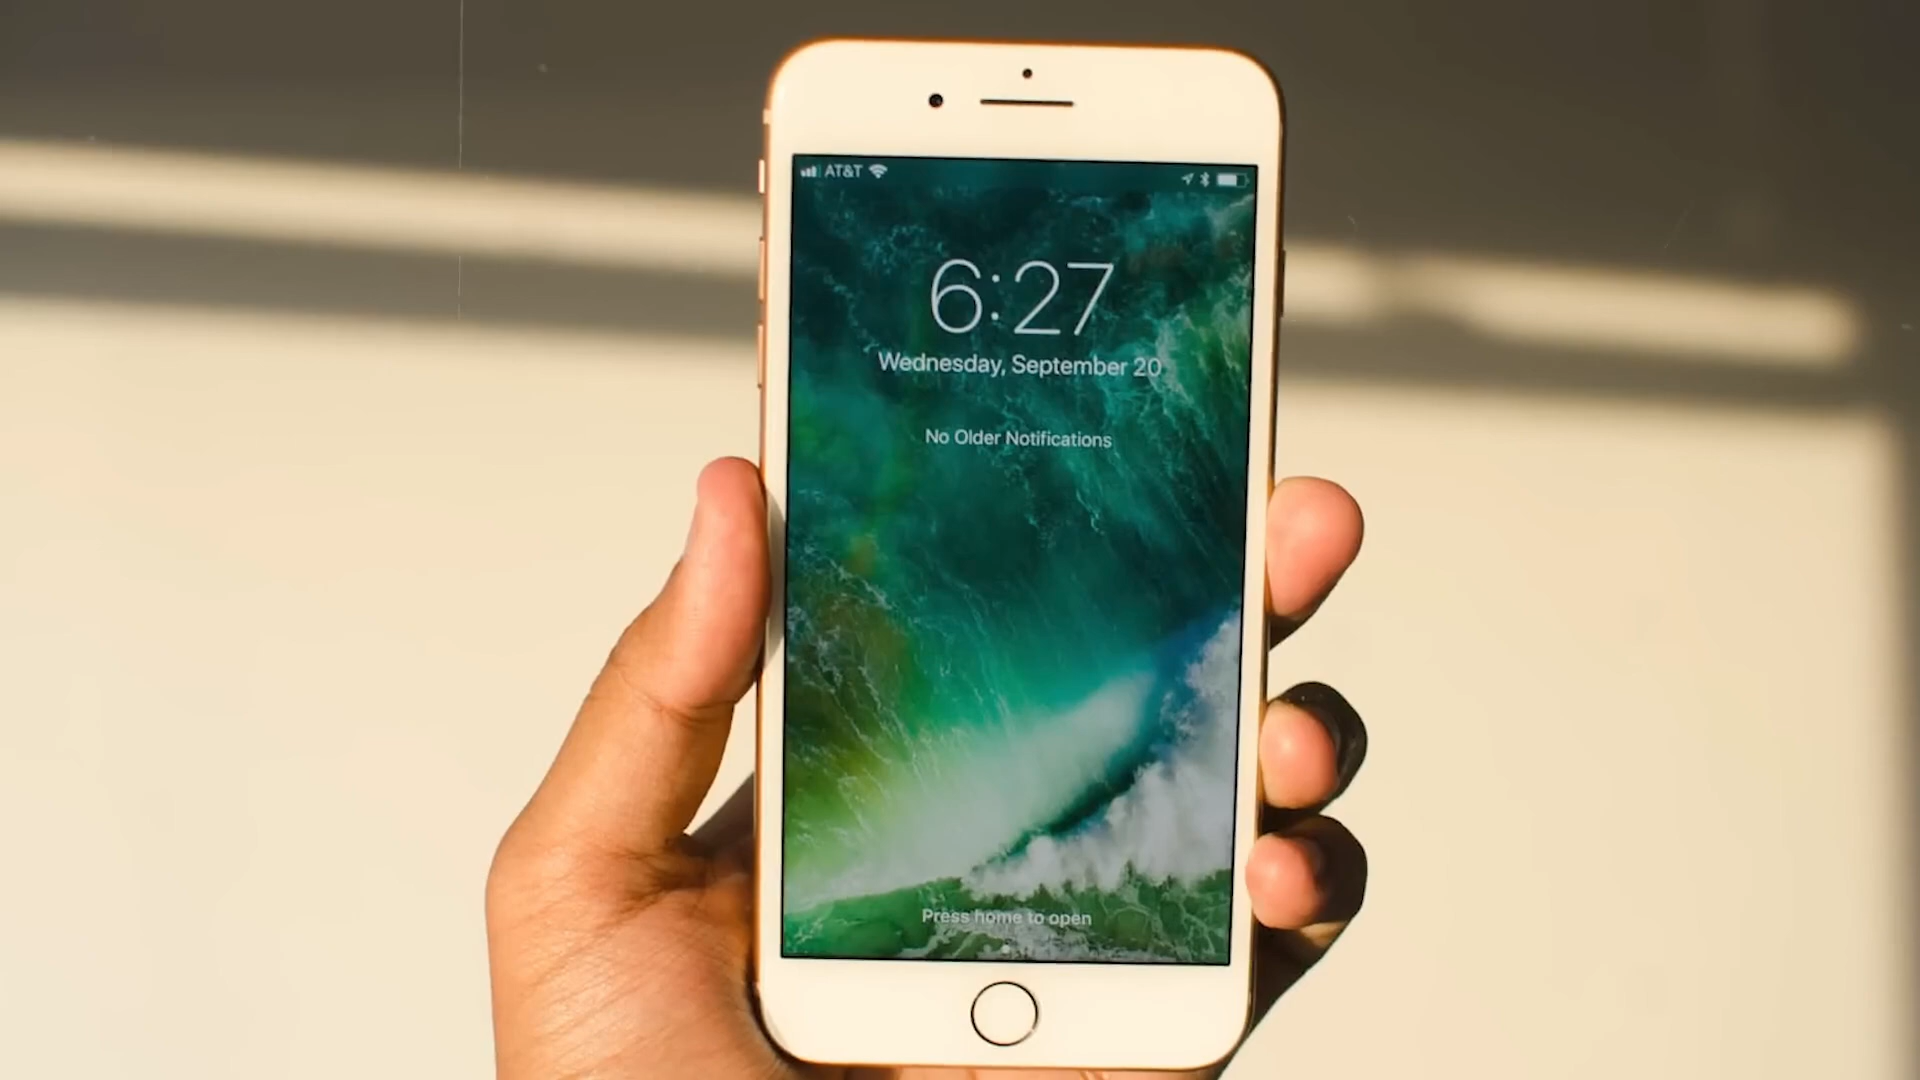 AT&T
6:27
Wednesday, September 20
No Older Notifications
Press home to open